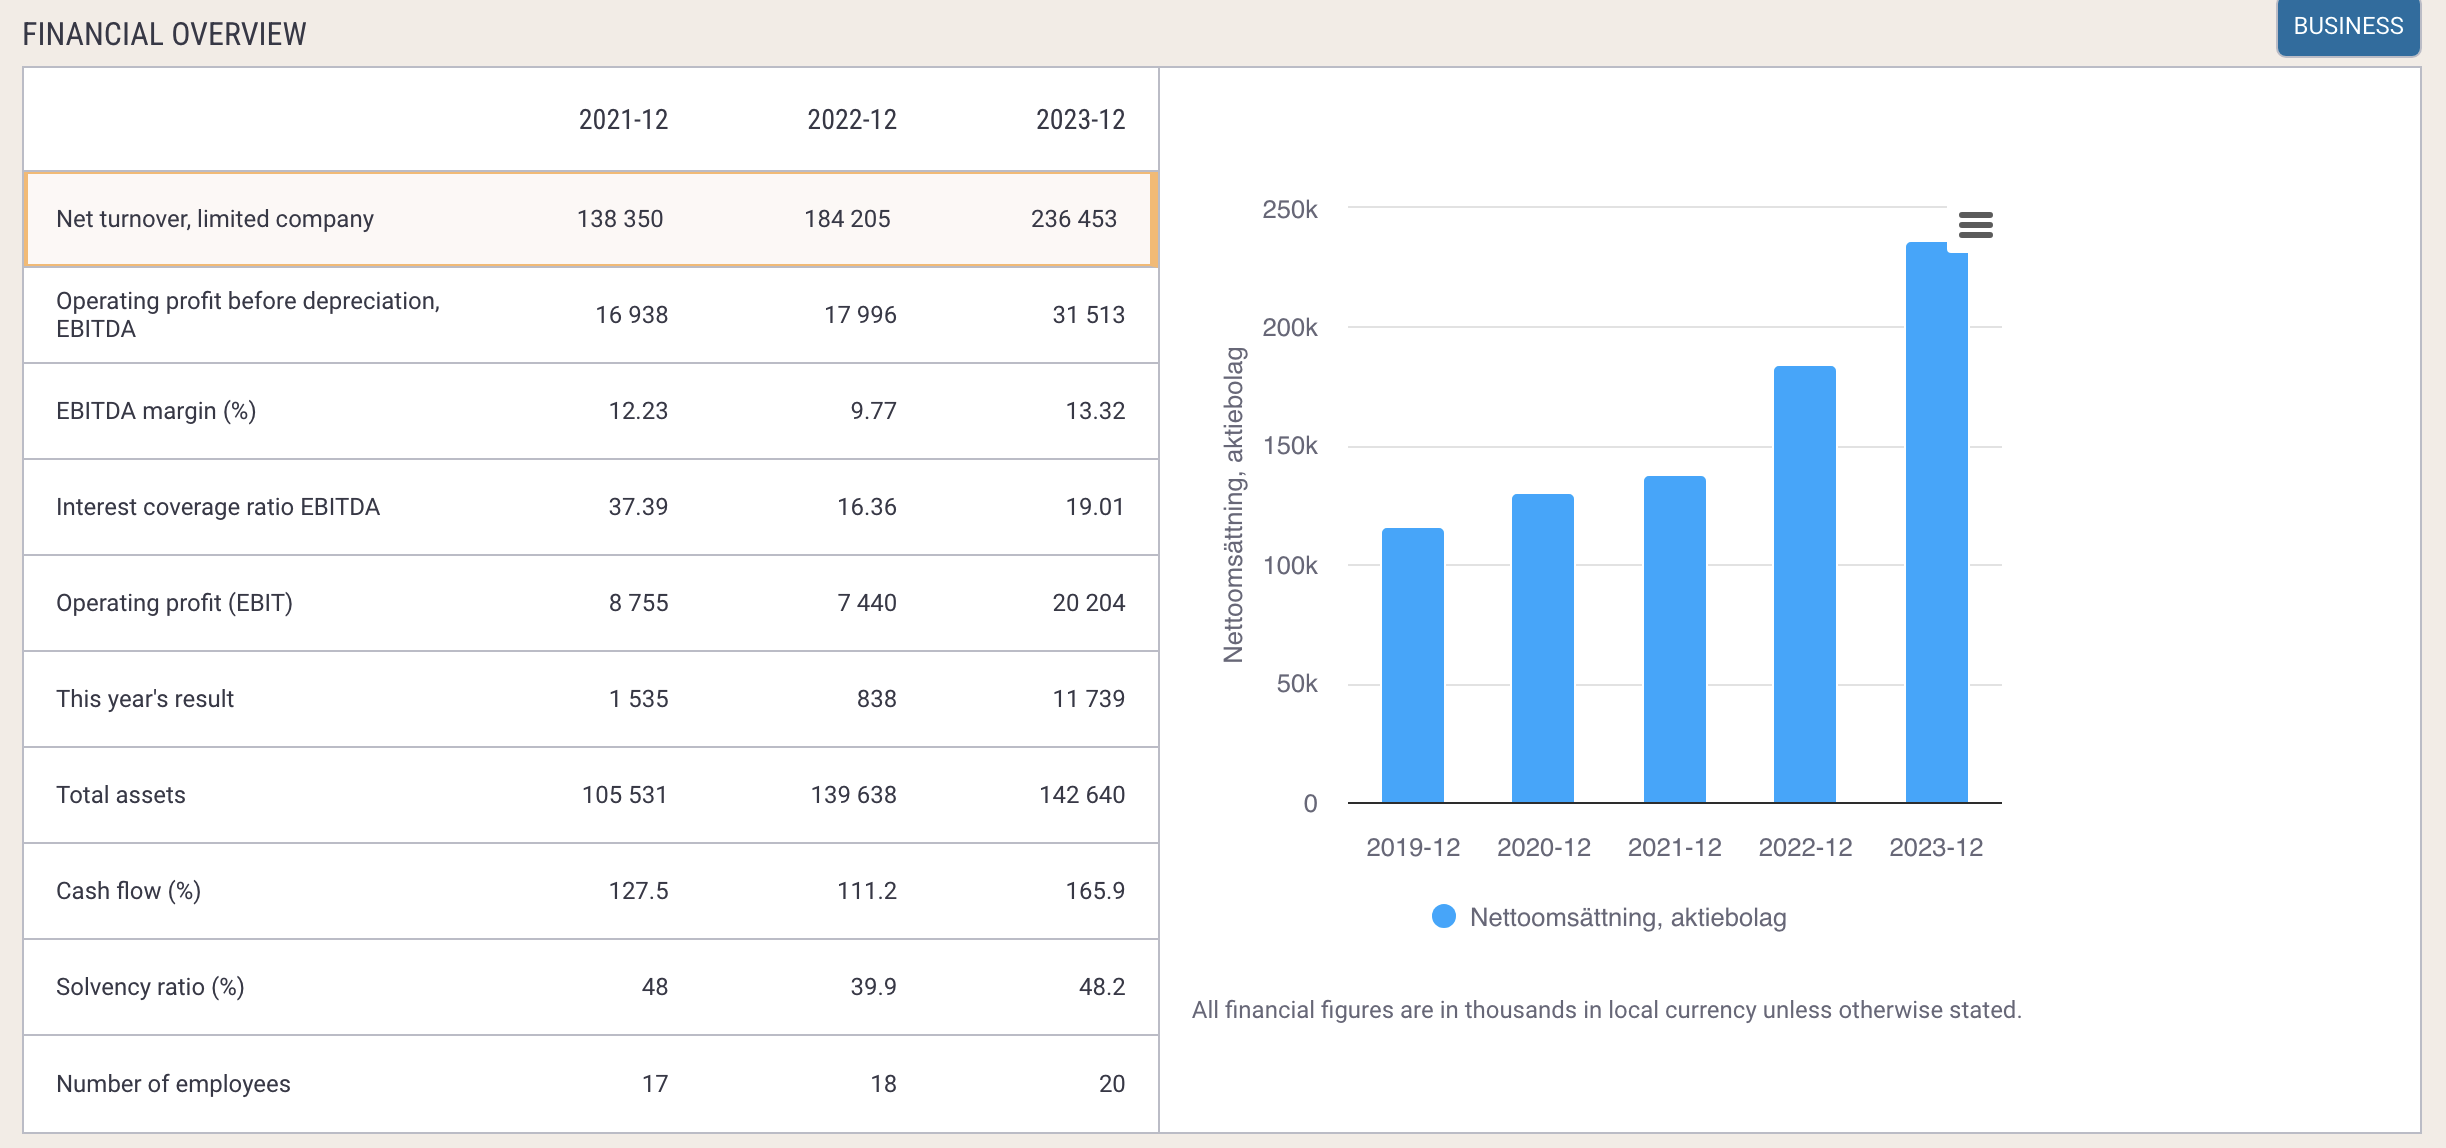 FINANCIAL OVERVIEW
BUSINESS
2021-12 2022-12 2023-12
Net turnover, limited company 138 350 184 205 236 453
Operating profit before depreciation,
EBITDA 16 938 17 996 31 513
EBITDA margin (%) 12.23 9.77 13.32
Interest coverage ratio EBITDA 37.39 16.36 19.01
Operating profit (EBIT) 8 755 7 440 20 204
This year's result 1 535 838 11 739
Total assets 105 531 139 638 142 640
Cash flow (%) 127.5 111.2 165.9
Solvency ratio (%) 48 39.9 48.2
Number of employees 17 18 20
Nettoomsättning, aktiebolag
250k
200k
150k
100k
50k
0
2019-12 2020-12 2021-12 2022-12 2023-12
Nettoomsättning, aktiebolag
All financial figures are in thousands in local currency unless otherwise stated.